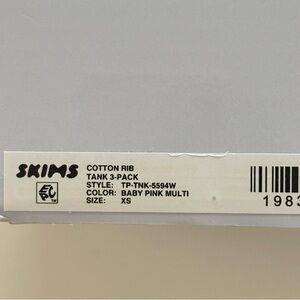 SKIMS
COTTON RIB
TANK 3-PACK
STYLE: TP-TNK-5594W
COLOR: BABY PINK MULTI
SIZE: XS
1983